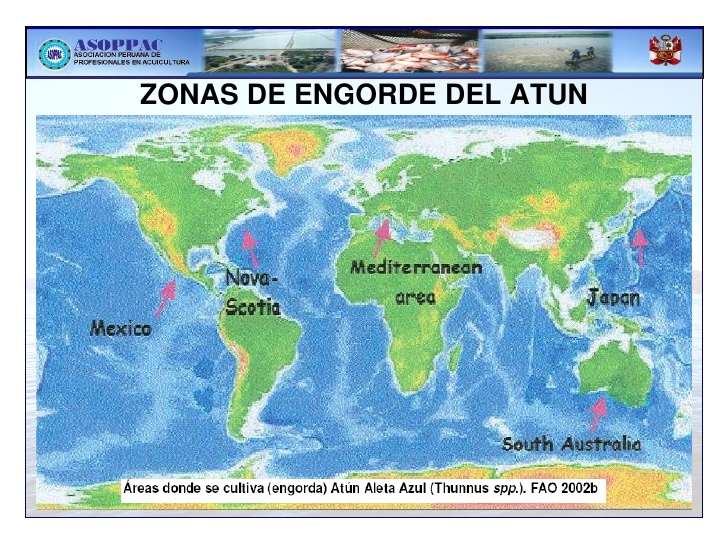 ASOPPAC
ASOCIACION PERUANA DE
PROFESIONALES EN ACUICULTURA
ZONAS DE ENGORDE DEL ATUN
Nova-
Scotia
Mediterranean
area
Japan
Mexico
South Australia
Áreas donde se cultiva (engorda) Atún Aleta Azul (Thunnus spp.). FAO 2002b